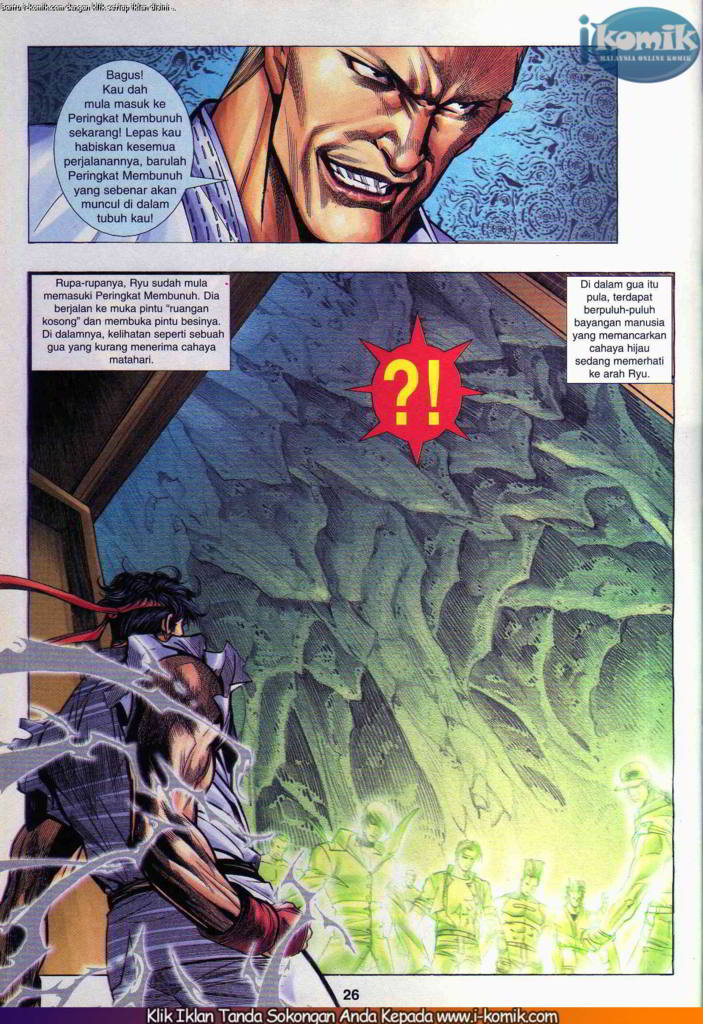 ikomik
MALAYSIA ONLINE KOMIK
Bagus!
Kau dah
mula masuk ke
Peringkat Membunuh
sekarang! Lepas kau
habiskan kesemua
perjalanannya, barulah
Peringkat Membunuh
yang sebenar akan
muncul di dalam
tubuh kau!
Rupa-rupanya, Ryu sudah mula
memasuki Peringkat Membunuh. Dia
berjalan ke muka pintu “ruangan
kosong” dan membuka pintu besinya.
Di dalamnya, kelihatan seperti sebuah
gua yang kurang menerima cahaya
matahari.
Di dalam gua itu
pula, terdapat
berpuluh-puluh
bayangan manusia
yang memancarkan
cahaya hijau
sedang memerhati
ke arah Ryu.
?!
26
Klik Iklan Tanda Sokongan Anda Kepada www.i-komik.com